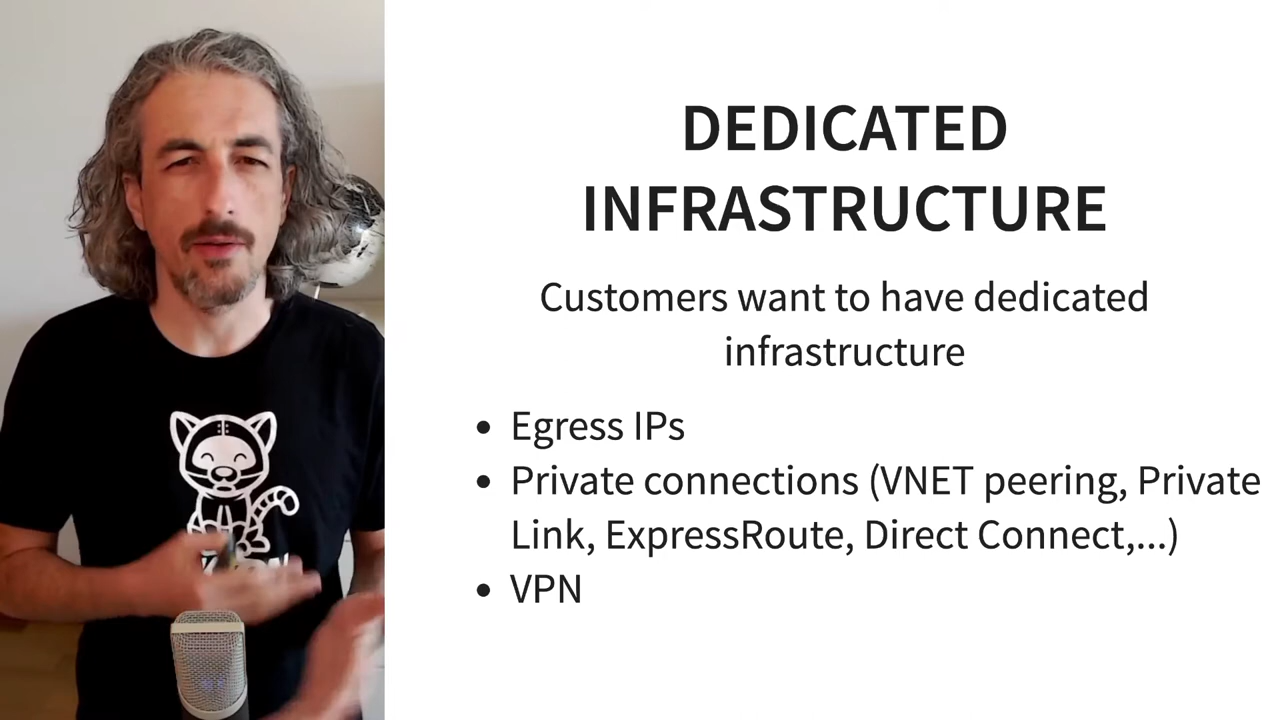 DEDICATED
INFRASTRUCTURE
Customers want to have dedicated
infrastructure
• Egress IPs
• Private connections (VNET peering, Private
Link, ExpressRoute, Direct Connect,...)
• VPN